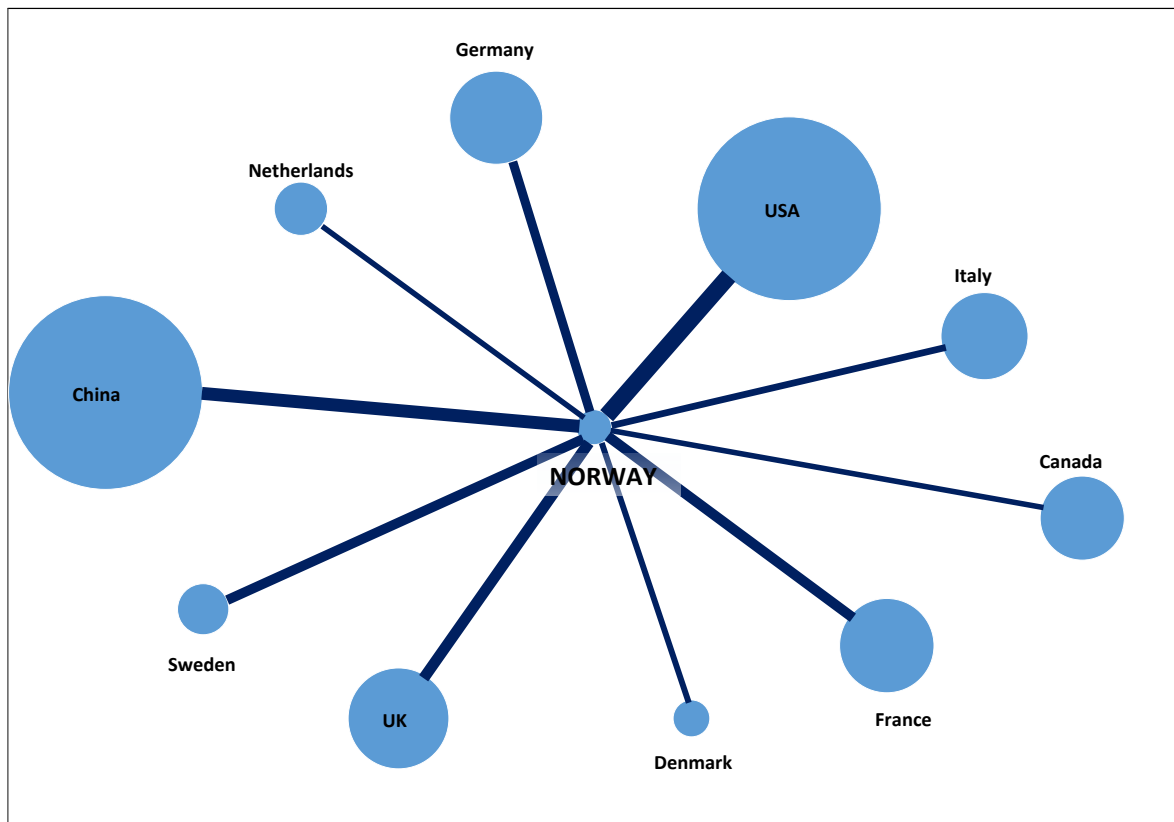 Germany
Netherlands
USA
Italy
China
Canada
NORWAY
Sweden
UK
France
Denmark